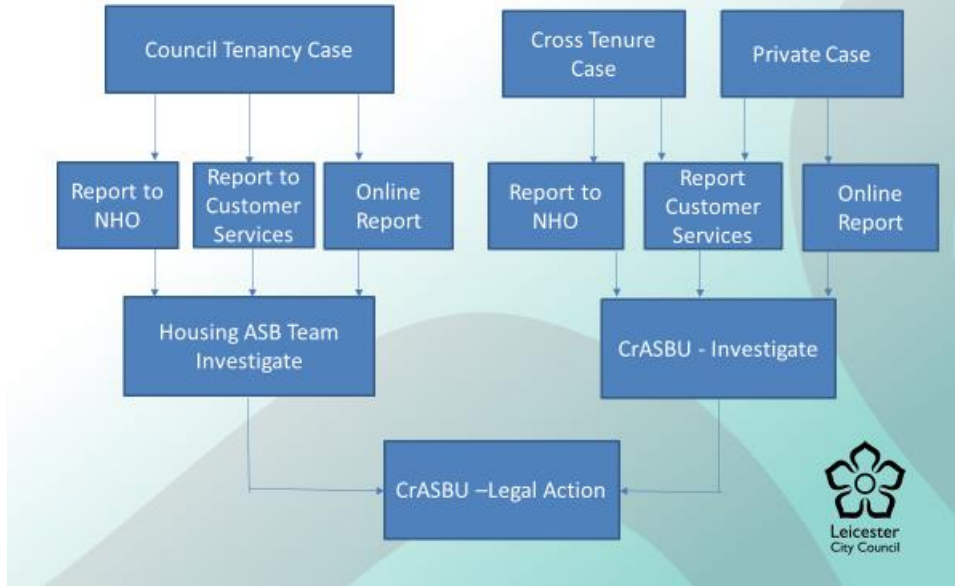 Council Tenancy Case
Cross Tenure
Case
Private Case
Report to
NHO
Report to
Customer
Services
Online
Report
Report to
NHO
Report
Customer
Services
Online
Report
Housing ASB Team
Investigate
CrASBU - Investigate
CrASBU –Legal Action
Leicester
City Council